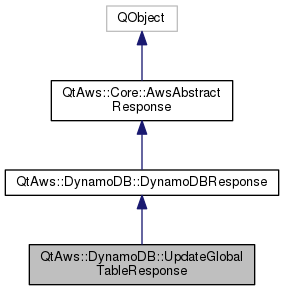 QObject
QtAws::Core::AwsAbstract
Response
QtAws::DynamoDB::DynamoDBResponse
QtAws::DynamoDB::UpdateGlobal
TableResponse